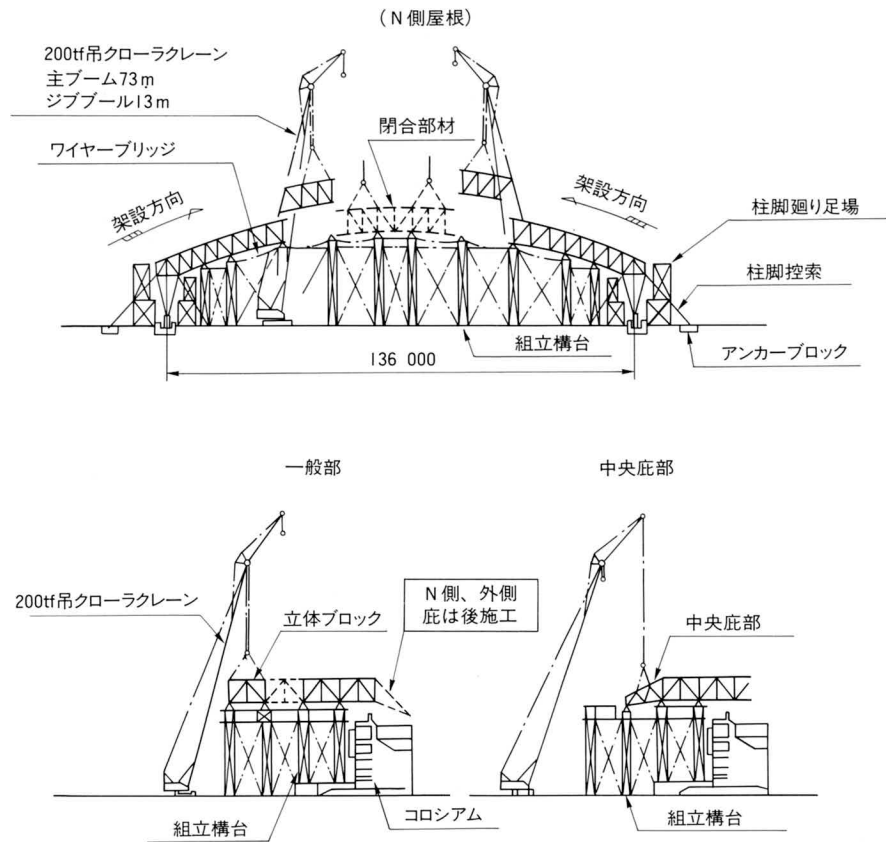 (N側屋根)
200tf吊クローラクレーン
主ブーム73m
ジブブール13m
ワイヤーブリッジ
閉合部材
架設方向
架設方向
柱脚廻り足場
柱脚控索
アンカーブロック
組立構台
136 000
一般部
中央庇部
200tf吊クローラクレーン
立体ブロック
N側、外側
庇は後施工
中央庇部
組立構台
コロシアム
組立構台